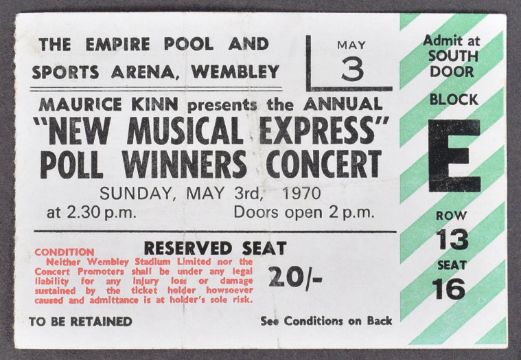 THE EMPIRE POOL AND
SPORTS ARENA, WEMBLEY
MAY
3
MAURICE KINN presents the ANNUAL
"NEW MUSICAL EXPRESS"
POLL WINNERS CONCERT
SUNDAY, MAY 3rd, 1970
at 2.30 p.m. Doors open 2 p.m.
RESERVED SEAT
20/-
CONDITION
Neither Wembley Stadium Limited nor the
Concert Promoters shall be under any legal
liability for any injury loss or damage
sustained by the ticket holder howsoever
caused and admittance is at holder's sole risk.
TO BE RETAINED
See Conditions on Back
Admit at
SOUTH
DOOR
BLOCK
E
ROW
13
SEAT
16